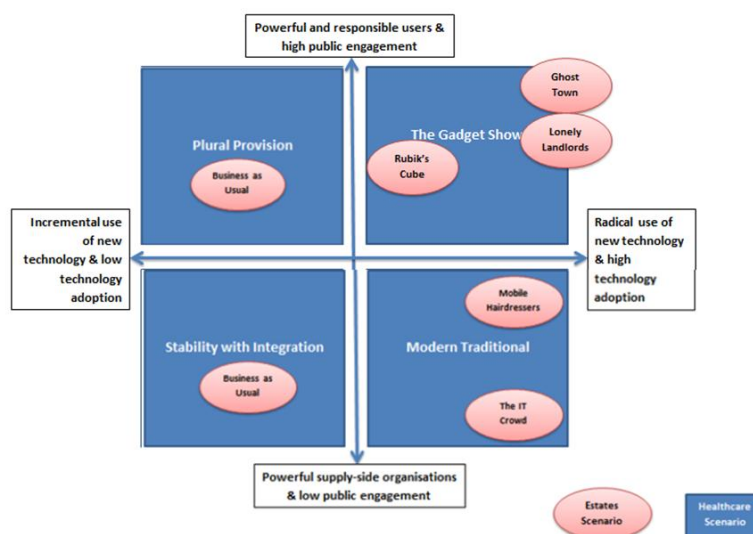 Powerful and responsible users &
high public engagement
Ghost
Town
The Gadget Show
Lonely
Landlords
Plural Provision
Rubik's
Cube
Business as
Usual
Incremental use
of new
technology & low
technology
adoption
Radical use of
new technology
& high
technology
adoption
Mobile
Hairdressers
Stability with Integration
Modern Traditional
Business as
Usual
The IT
Crowd
Powerful supply-side organisations
& low public engagement
Estates
Scenario
Healthcare
Scenario